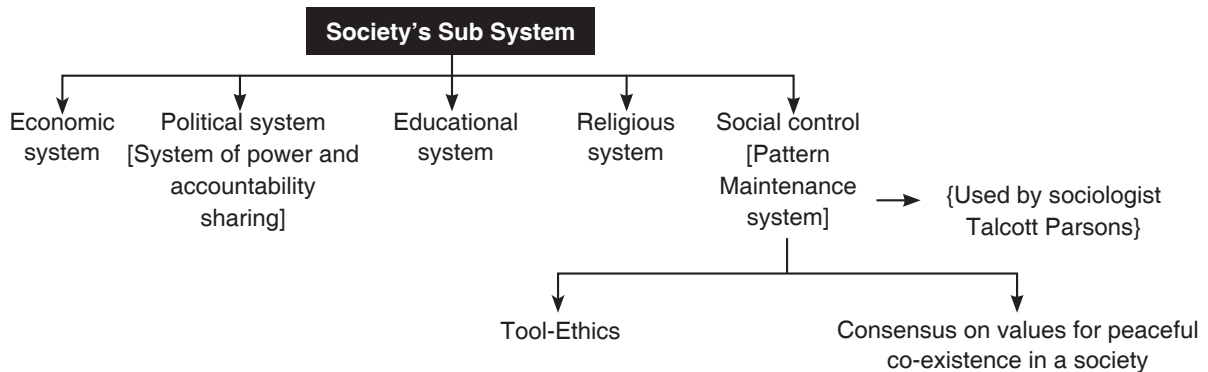 Society's Sub System
Economic
system
Political system
[System of power and
accountability
sharing]
Educational
system
Religious
system
Social control
[Pattern
Maintenance
system]
{Used by sociologist
Talcott Parsons}
Tool-Ethics
Consensus on values for peaceful
co-existence in a society